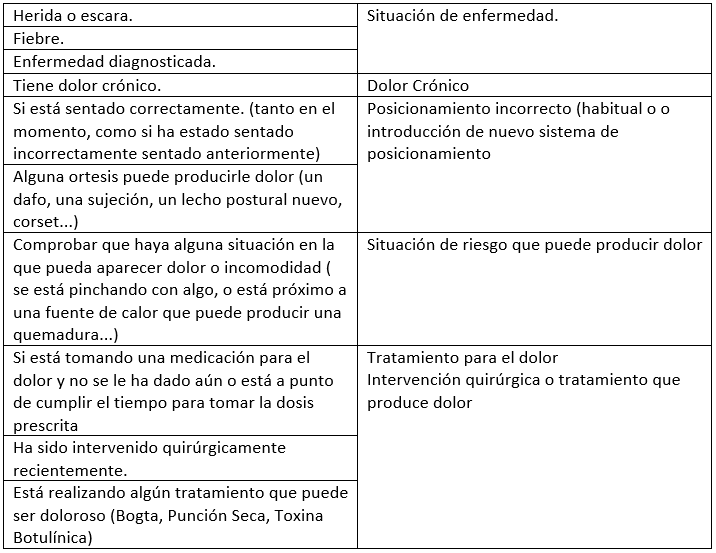 Herida o escara.
Situación de enfermedad.
Fiebre.
Enfermedad diagnosticada.
Tiene dolor crónico.
Dolor Crónico
Si está sentado correctamente. (tanto en el
momento, como si ha estado sentado
incorrectamente sentado anteriormente)
Posicionamiento incorrecto (habitual o o
introducción de nuevo sistema de
posicionamiento
Alguna ortesis puede producirle dolor (un
dafo, una sujeción, un lecho postural nuevo,
corset...)
Comprobar que haya alguna situación en la
que pueda aparecer dolor o incomodidad (
se está pinchando con algo, o está próximo a
una fuente de calor que puede producir una
quemadura...)
Situación de riesgo que puede producir dolor
Si está tomando una medicación para el
dolor y no se le ha dado aún o está a punto
de cumplir el tiempo para tomar la dosis
prescrita
Tratamiento para el dolor
Intervención quirúrgica o tratamiento que
produce dolor
Ha sido intervenido quirúrgicamente
recientemente.
Está realizando algún tratamiento que puede
ser doloroso (Bogta, Punción Seca, Toxina
Botulínica)